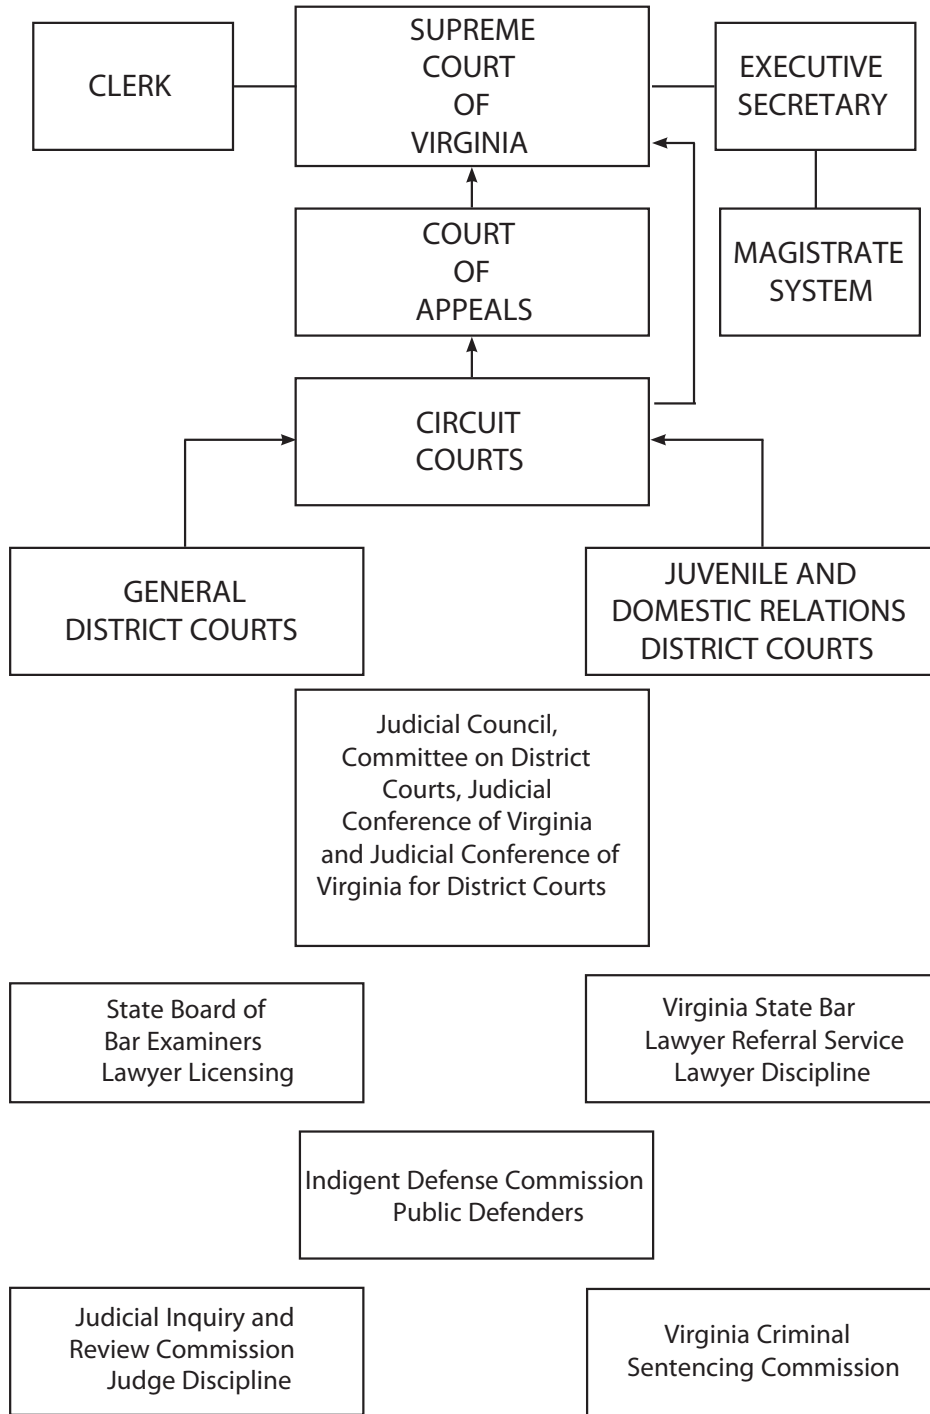 CLERK
SUPREME
COURT
OF
VIRGINIA
EXECUTIVE
SECRETARY
COURT
OF
APPEALS
MAGISTRATE
SYSTEM
CIRCUIT
COURTS
GENERAL
DISTRICT COURTS
JUVENILE AND
DOMESTIC RELATIONS
DISTRICT COURTS
Judicial Council,
Committee on District
Courts, Judicial
Conference of Virginia
and Judicial Conference of
Virginia for District Courts
State Board of
Bar Examiners
Lawyer Licensing
Virginia State Bar
Lawyer Referral Service
Lawyer Discipline
Indigent Defense Commission
Public Defenders
Judicial Inquiry and
Review Commission
Judge Discipline
Virginia Criminal
Sentencing Commission